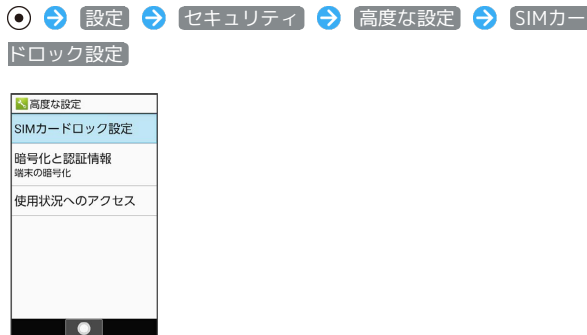 設定 セキュリティ 高度な設定 SIMカー
ドロック設定
高度な設定
SIMカードロック設定
暗号化と認証情報
端末の暗号化
使用状況へのアクセス